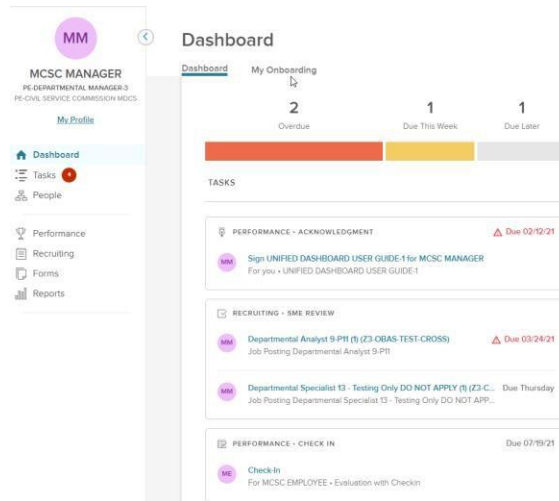 MM
MCSC MANAGER
PE-DEPARTMENTAL MANAGER-3
PE-CIVIL SERVICE COMMISSION MDCS
My Profile
Dashboard
Tasks 4
People
Performance
Recruiting
Forms
Reports
Dashboard
Dashboard My Onboarding
2 1 1
Overdue Due This Week Due Later
TASKS
PERFORMANCE - ACKNOWLEDGMENT Due 02/12/21
MM Sign UNIFIED DASHBOARD USER GUIDE-1 for MCSC MANAGER
For you • UNIFIED DASHBOARD USER GUIDE-1
RECRUITING - SME REVIEW
MM Departmental Analyst 9-P11 (1) (Z3-OBAS-TEST-CROSS) Due 03/24/21
Job Posting Departmental Analyst 9-P11
MM Departmental Specialist 13 - Testing Only DO NOT APPLY (1) (Z3-C... Due Thursday
Job Posting Departmental Specialist 13 - Testing Only DO NOT APP...
PERFORMANCE - CHECK IN Due 07/19/21
ME Check-In
For MCSC EMPLOYEE • Evaluation with Checkin